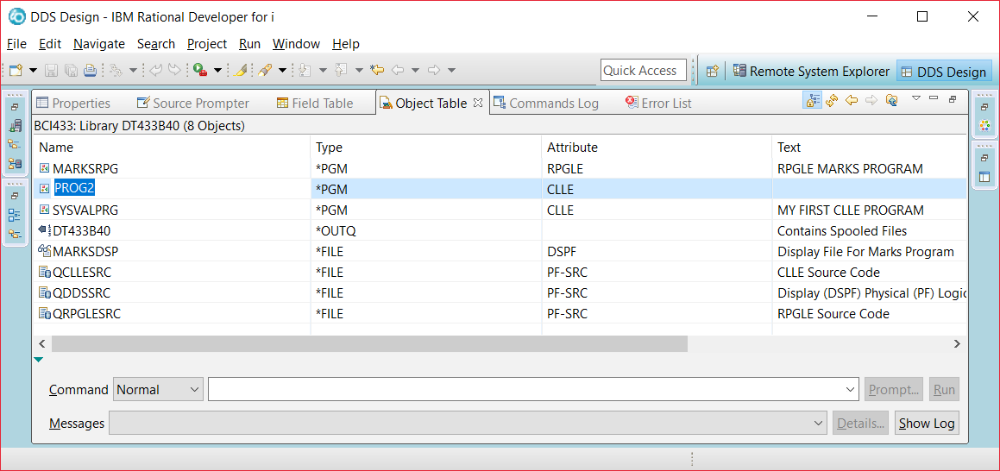 DDS Design - IBM Rational Developer for i
File Edit Navigate Search Project Run Window Help
Quick Access Remote System Explorer DDS Design
Properties Source Prompter Field Table Object Table Commands Log Error List
BCI433: Library DT433B40 (8 Objects)
Name Type Attribute Text
MARKSRPG *PGM RPGLE RPGLE MARKS PROGRAM
PROG2 *PGM CLLE
SYSVALPRG *PGM CLLE MY FIRST CLLE PROGRAM
DT433B40 *OUTQ Contains Spooled Files
MARKSDSP *FILE DSPF Display File For Marks Program
QCLLESRC *FILE PF-SRC CLLE Source Code
QDDSSRC *FILE PF-SRC Display (DSPF) Physical (PF) Logic
QRPGLESRC *FILE PF-SRC RPGLE Source Code
Command Normal Prompt... Run
Messages Details... Show Log